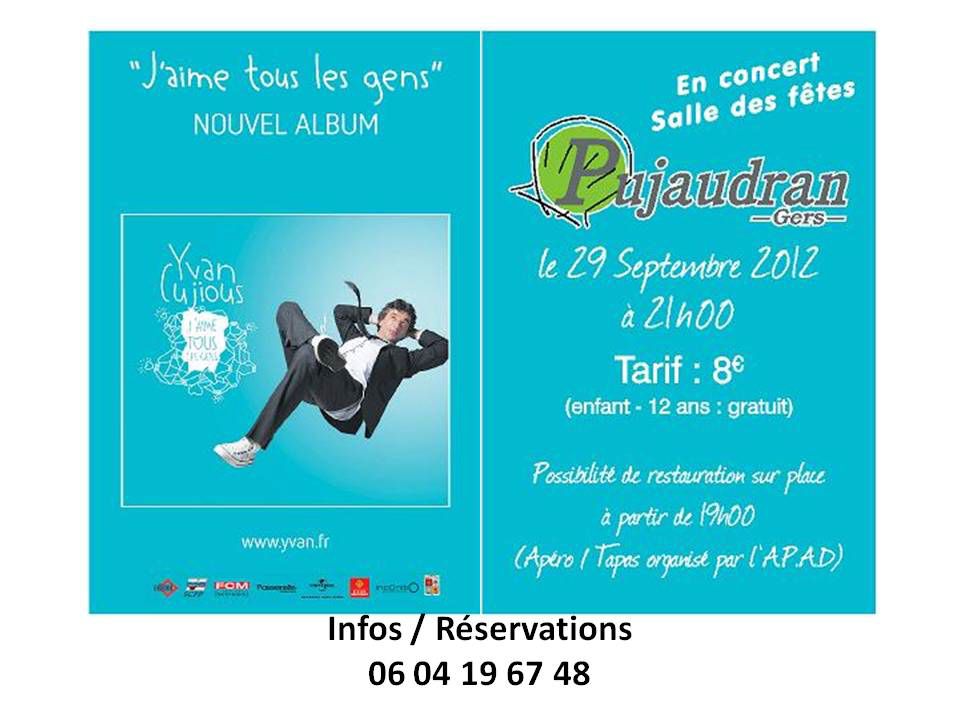 "J'aime tous les gens"
NOUVEL ALBUM
Yvan
Cujious
J'AIME
TOUS
LES GENS
www.yvan.fr
FCM
Passerelle
En concert
Salle des fêtes
Pujaudran
Gers
le 29 Septembre 2012
à 21h00
Tarif : 8€
(enfant - 12 ans : gratuit)
Possibilité de restauration sur place
à partir de 19h00
(Apéro / Tapas organisé par l'A.P.A.D)
Infos / Réservations
06 04 19 67 48